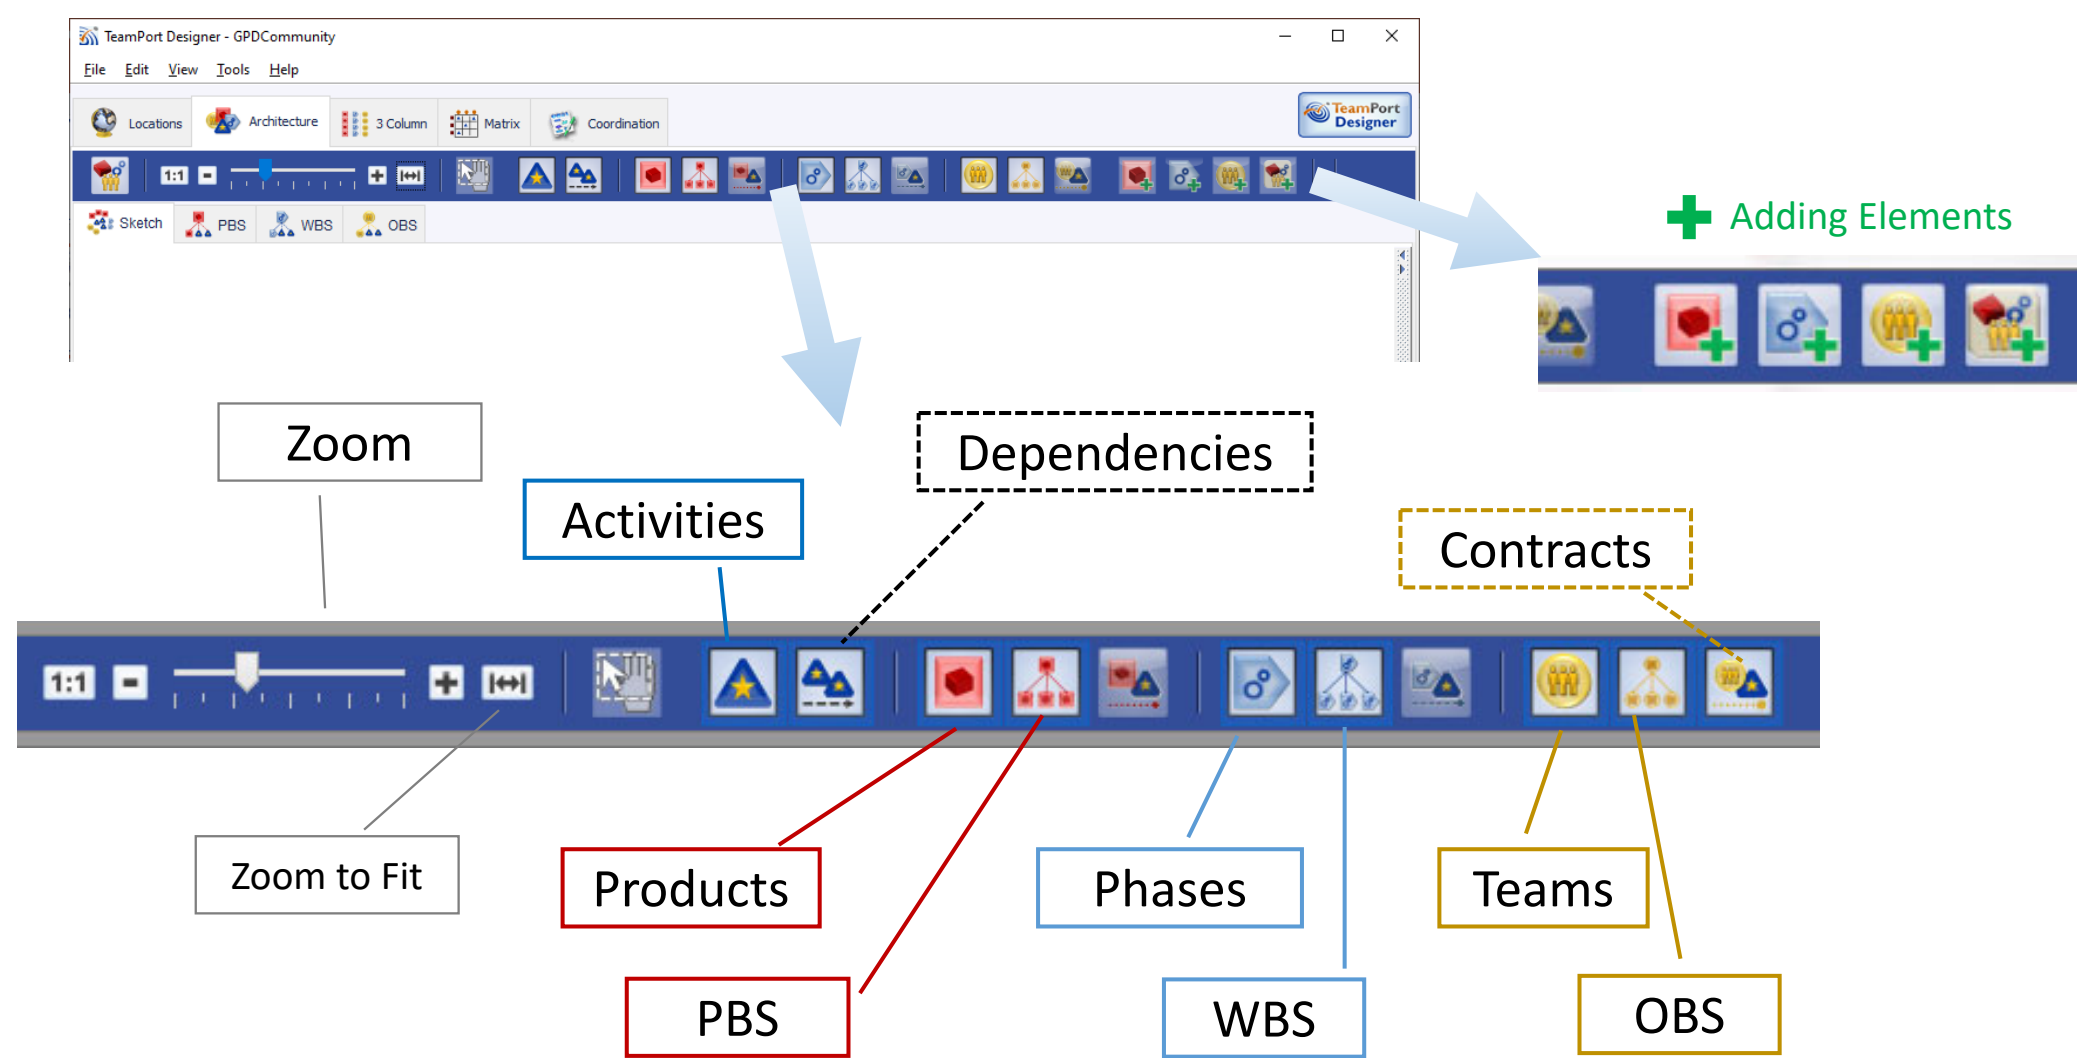 TeamPort Designer - GPDCommunity
File Edit View Tools Help
Locations Architecture 3 Column Matrix Coordination
TeamPort
Designer
1:1
Sketch PBS WBS OBS
Adding Elements
Zoom
Dependencies
Activities
Contracts
1:1
Zoom to Fit
Products
Phases
Teams
PBS
WBS
OBS